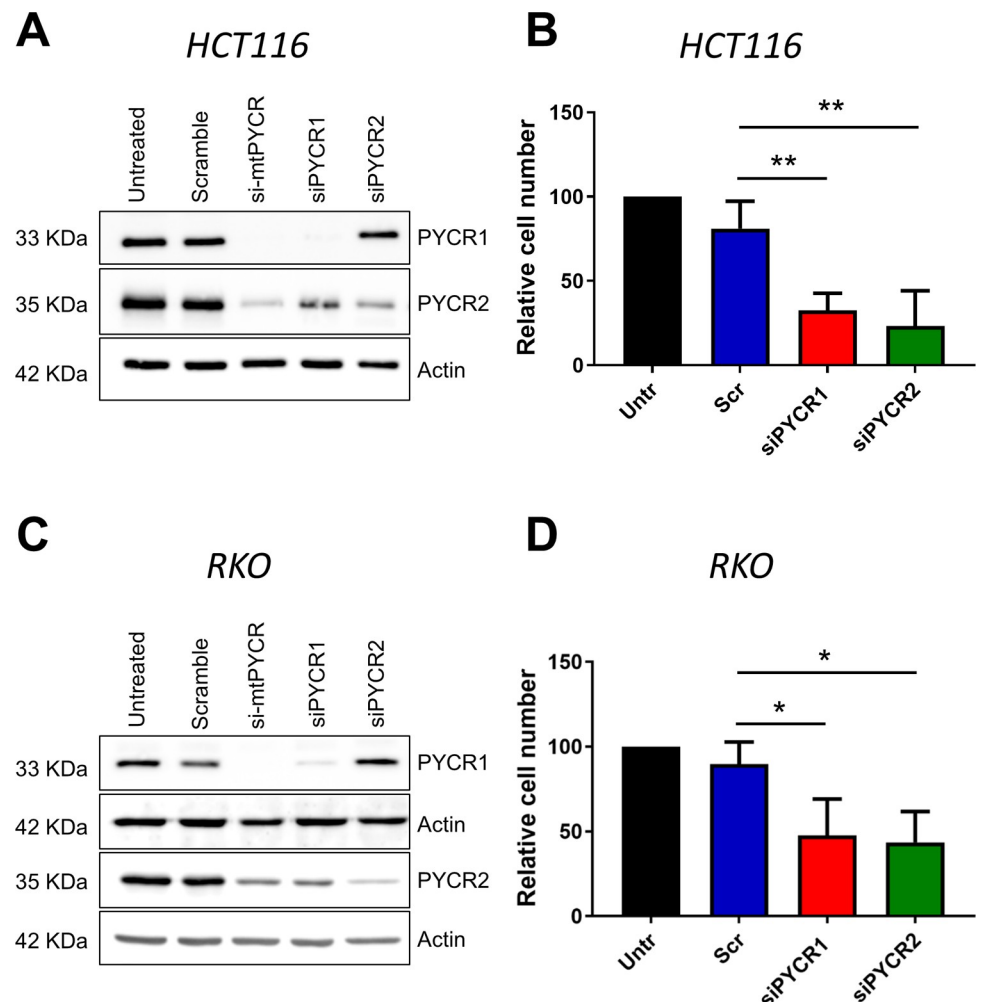 A
HCT116
Untreated
Scramble
si-mtPYCR
siPYCR1
siPYCR2
33 KDa
PYCR1
35 KDa
PYCR2
42 KDa
Actin
B
HCT116
Relative cell number
150
100
50
0
**
**
Untr
Scr
siPYCR1
siPYCR2
C
RKO
Untreated
Scramble
si-mtPYCR
siPYCR1
siPYCR2
33 KDa
PYCR1
42 KDa
Actin
35 KDa
PYCR2
42 KDa
Actin
D
RKO
Relative cell number
150
100
50
0
*
*
Untr
Scr
siPYCR1
siPYCR2